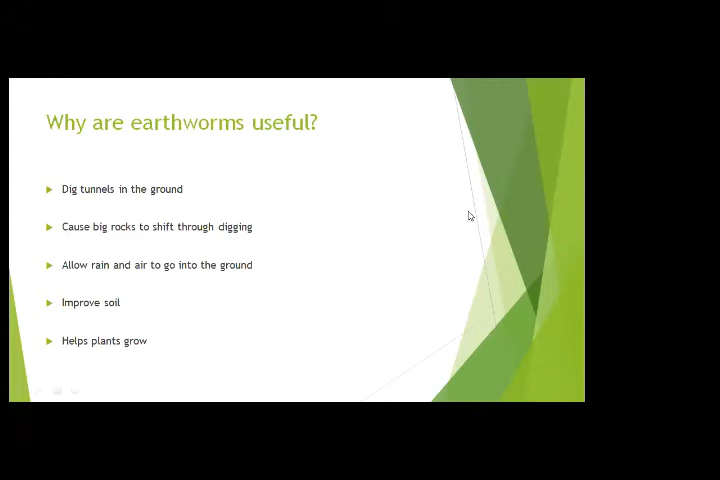 Why are earthworms useful?
Dig tunnels in the ground
Cause big rocks to shift through digging
Allow rain and air to go into the ground
Improve soil
Helps plants grow